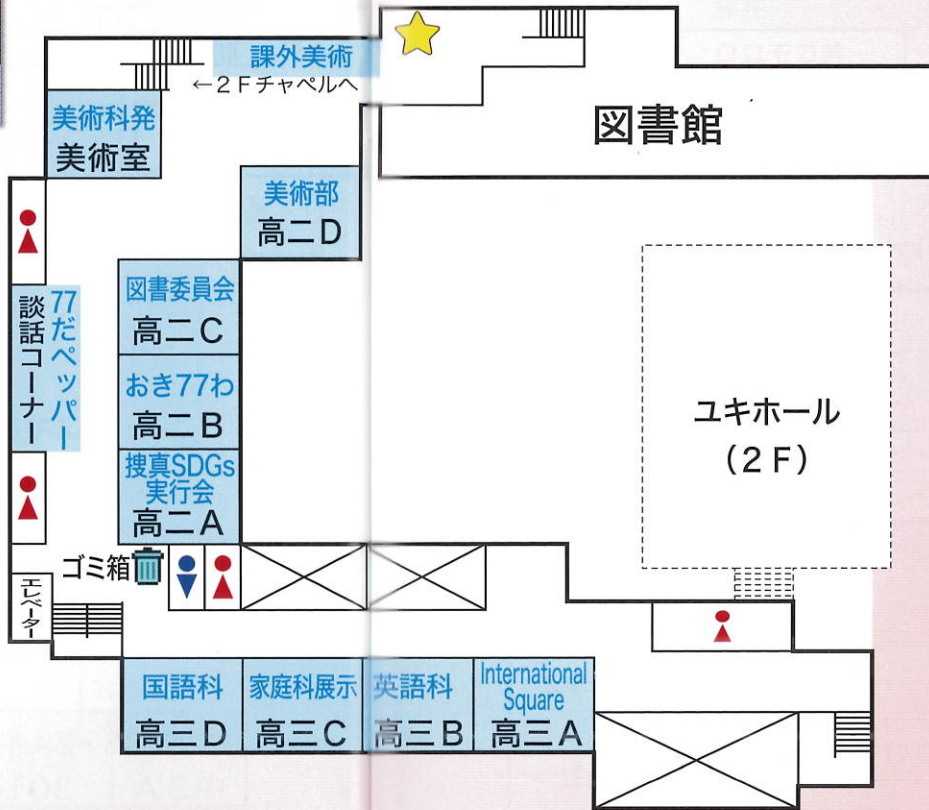 課外美術
←2Fチャペルへ
美術科発
美術室
図書館
美術部
高二D
図書委員会
高二C
77だペッパー
談話コーナー
おき77わ
高二B
捜真SDGs
実行会
高二A
ユキホール
(2F)
ゴミ箱
エレベーター
国語科
高三D
家庭科展示
高三C
英語科
高三B
International
Square
高三A